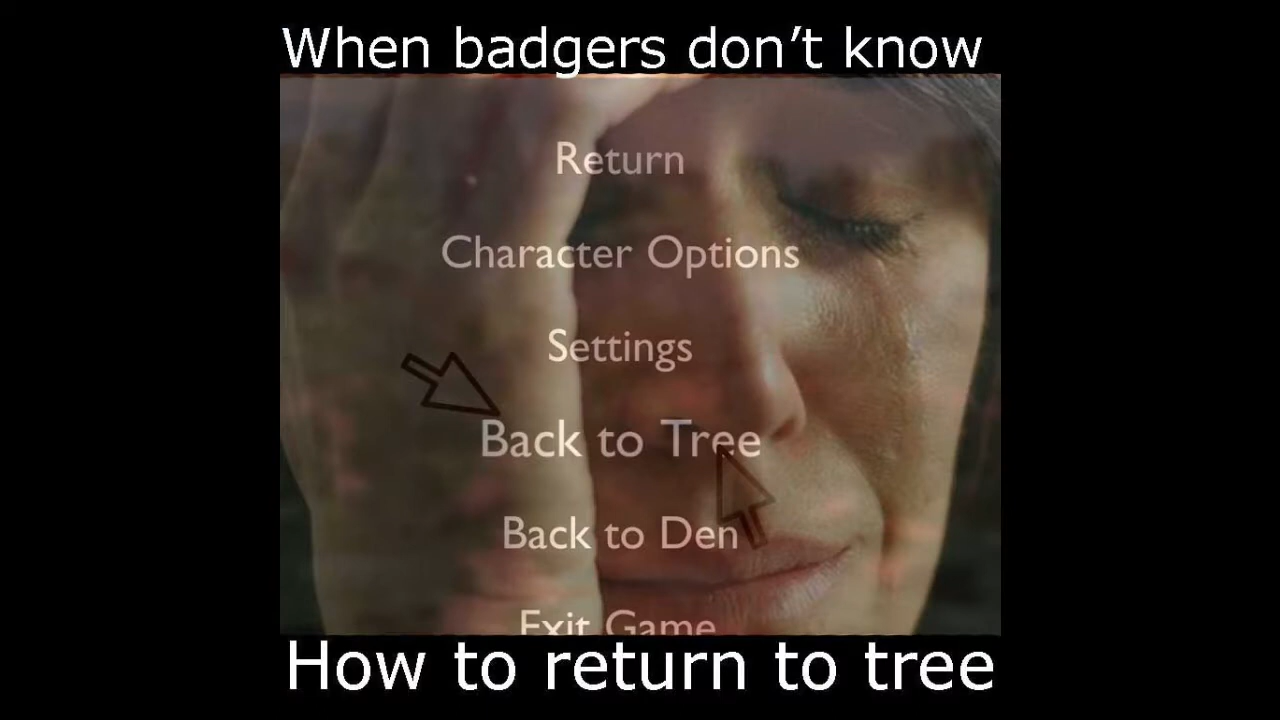 When badgers don’t know
Return
Character Options
Settings
Back to Tree
Back to Den
Exit Game
How to return to tree